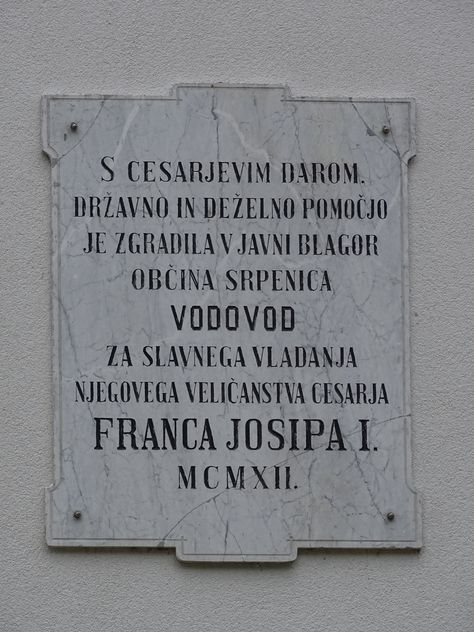 S CESARJEVIM DAROM,
DRŽAVNO IN DEŽELNO POMOČJO
JE ZGRADILA V JAVNI BLAGOR
OBČINA SRPENICA
VODOVOD
ZA SLAVNEGA VLADANJA
NJEGOVEGA VELIČANSTVA CESARJA
FRANCA JOSIPA I.
MCMXII.